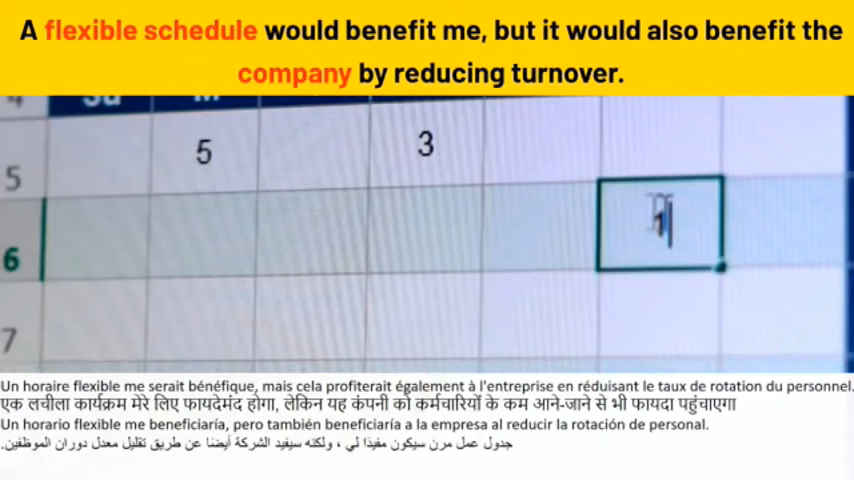 A flexible schedule would benefit me, but it would also benefit the
company by reducing turnover.
5 5 3
6
7
Un horaire flexible me serait bénéfique, mais cela profiterait également à l'entreprise en réduisant le taux de rotation du personnel.
एक लचीला कार्यक्रम मेरे लिए फायदेमंद होगा, लेकिन यह कंपनी को कर्मचारियों के कम आने-जाने से भी फायदा पहुंचाएगा
Un horario flexible me beneficiaría, pero también beneficiaría a la empresa al reducir la rotación de personal.
جدول عمل مرن سيكون مفيدًا لي ، ولكنه سيفيد الشركة أيضًا عن طريق تقليل معدل دوران الموظفين.